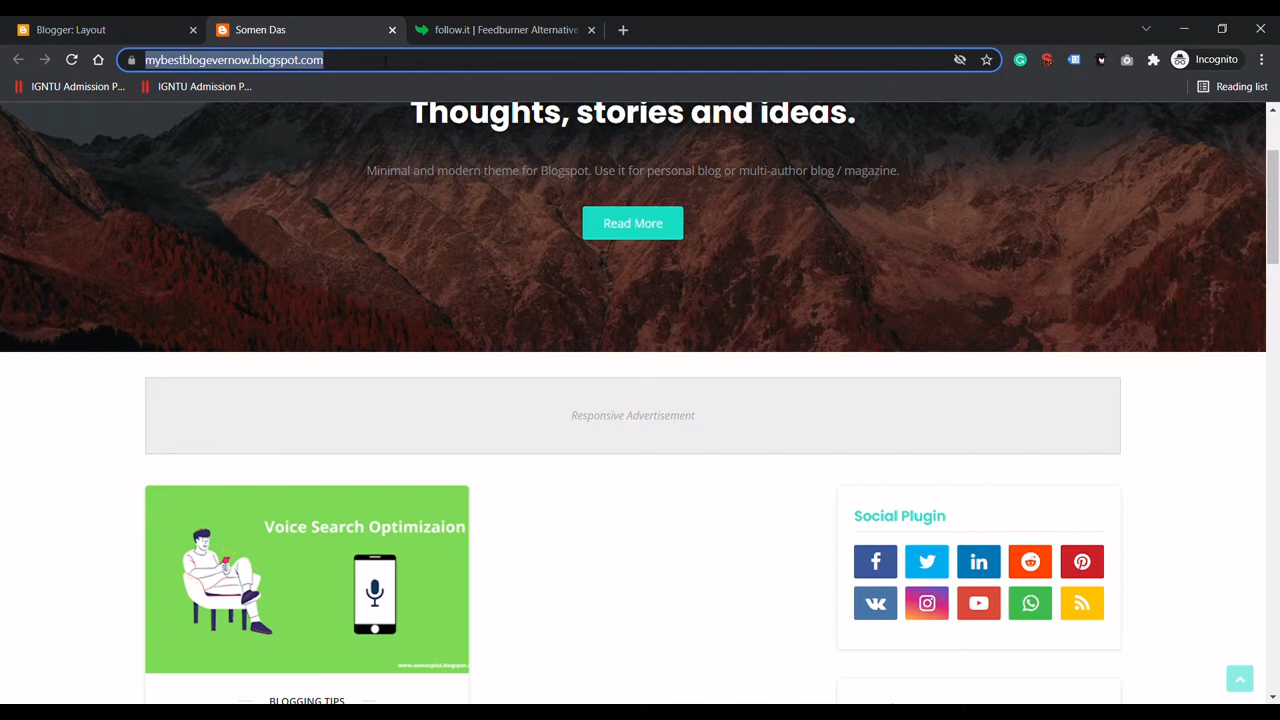 Blogger: Layout
Somen Das
follow.it | Feedburner Alternative
mybestblogevernow.blogspot.com
Incognito
IGNTU Admission P...
IGNTU Admission P...
Reading list
Thoughts, stories and ideas.
Minimal and modern theme for Blogspot. Use it for personal blog or multi-author blog / magazine.
Read More
Responsive Advertisement
Voice Search Optimizaion
Social Plugin
BLOGGING TIPS